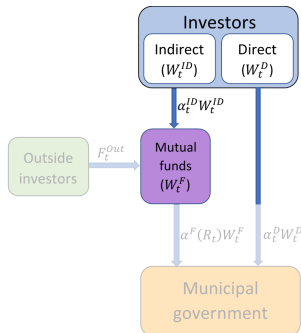 Investors
Indirect Direct
(W_t^{ID}) (W_t^D)
α_t^{ID}W_t^{ID}
Outside
investors
F_t^{Out}
Mutual
funds
(W_t^F)
α^F(R_t)W_t^F α_t^DW_t^D
Municipal
government